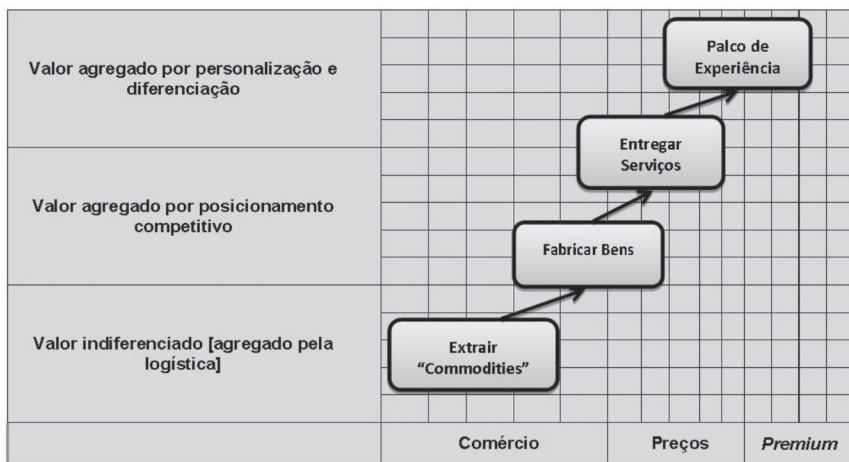 Valor agregado por personalização e
diferenciação
Palco de
Experiência
Entregar
Serviços
Valor agregado por posicionamento
competitivo
Fabricar Bens
Valor indiferenciado [agregado pela
logística]
Extrair
“Commodities”
Comércio
Preços
Premium